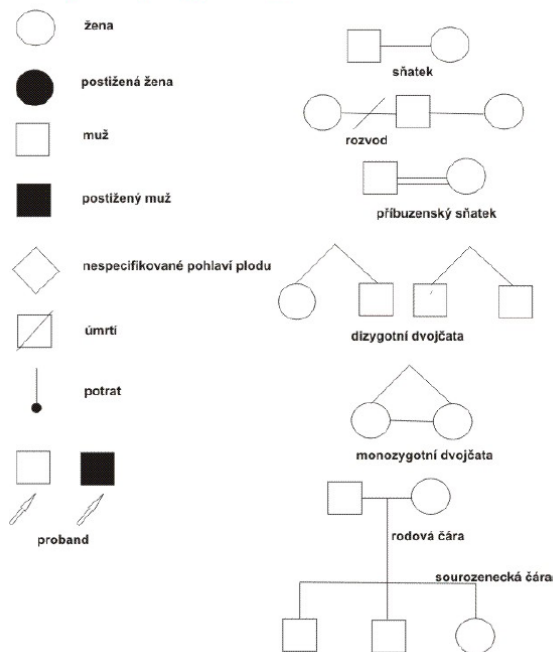 žena
postižená žena
muž
postižený muž
nespecifikované pohlaví plodu
úmrtí
potrat
proband
sňatek
rozvod
příbuzenský sňatek
dizygotní dvojčata
monozygotní dvojčata
rodová čára
sourozenecká čára